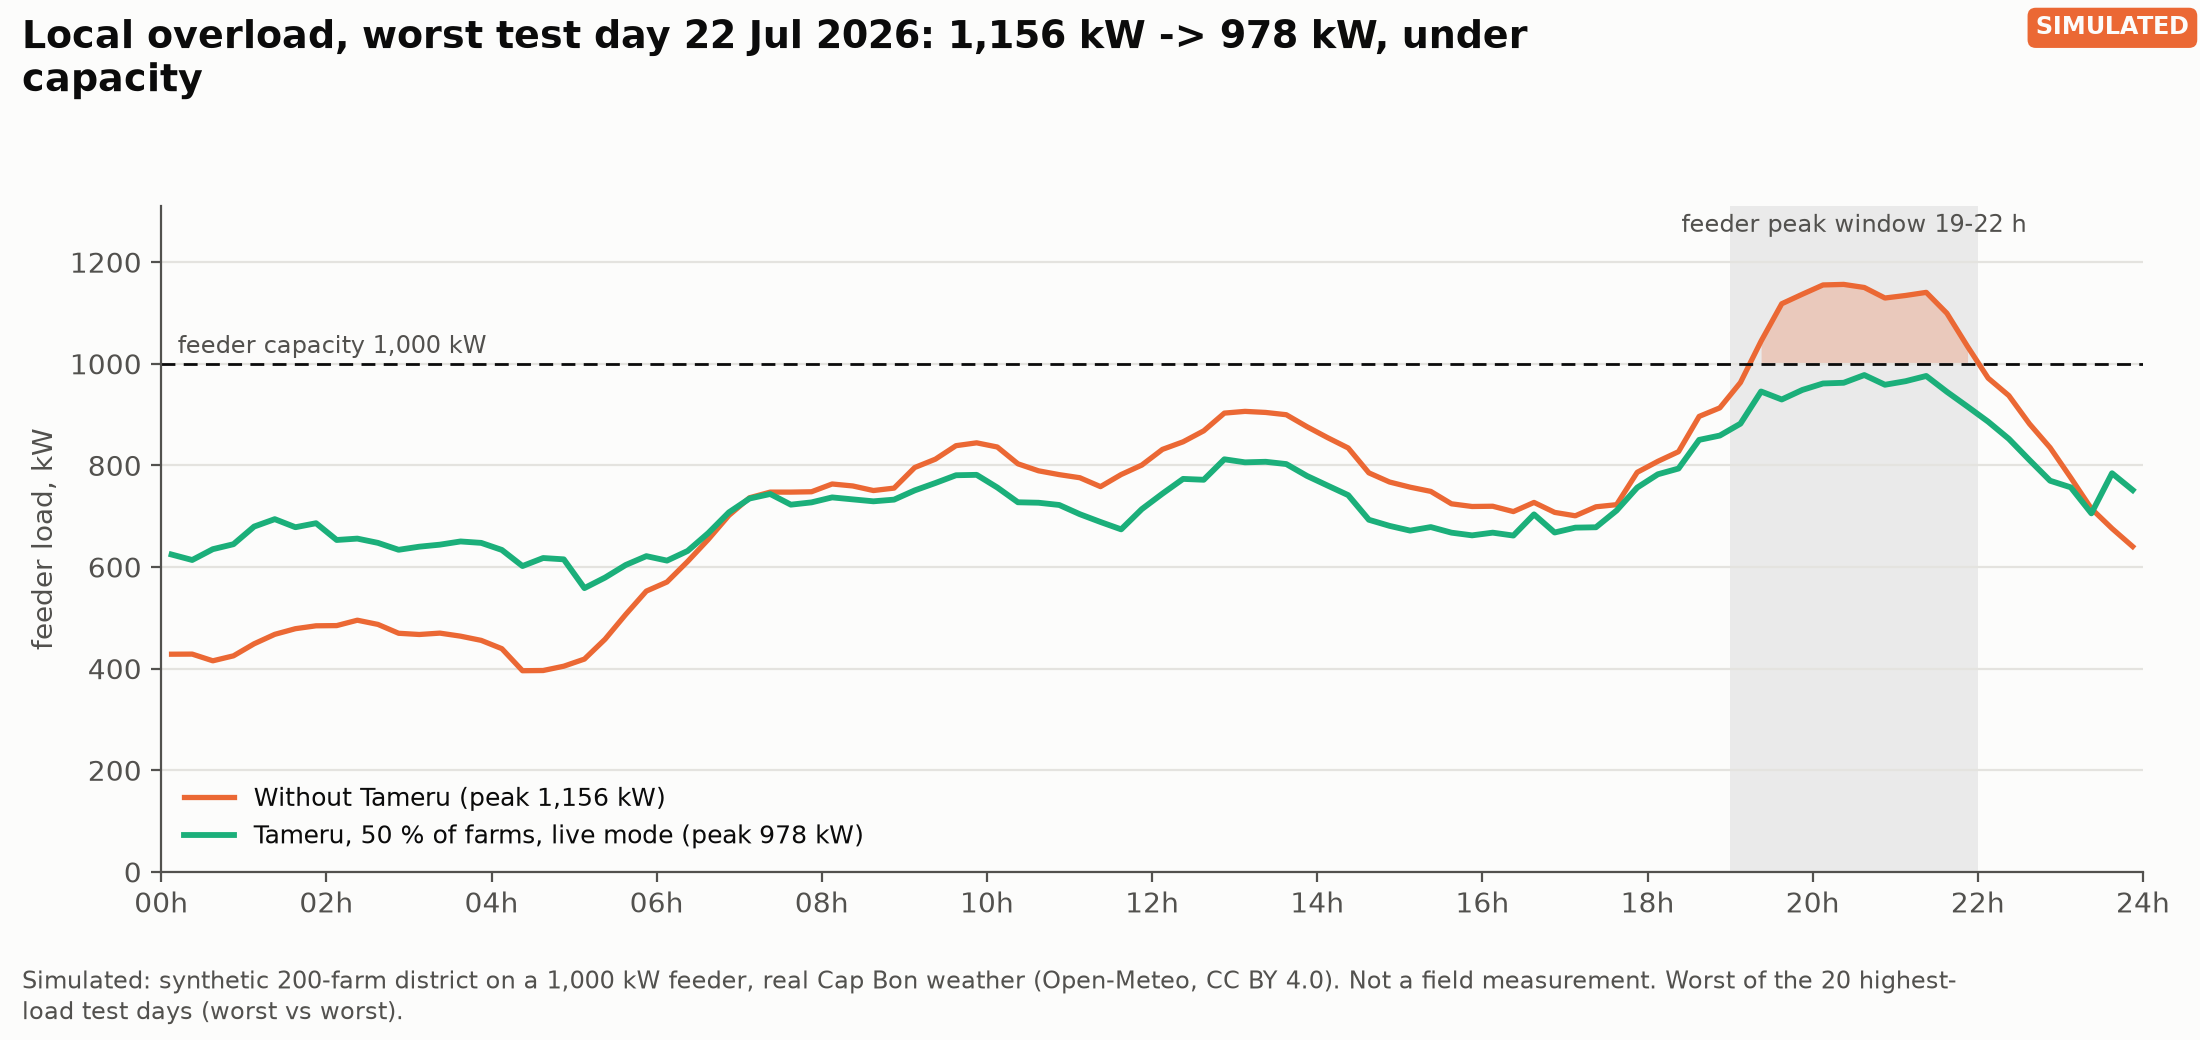 Local overload, worst test day 22 Jul 2026: 1,156 kW -> 978 kW, under
capacity
SIMULATED
feeder peak window 19-22 h
feeder capacity 1,000 kW
feeder load, kW
1200
1000
800
600
400
200
0
Without Tameru (peak 1,156 kW)
Tameru, 50 % of farms, live mode (peak 978 kW)
00h 02h 04h 06h 08h 10h 12h 14h 16h 18h 20h 22h 24h
Simulated: synthetic 200-farm district on a 1,000 kW feeder, real Cap Bon weather (Open-Meteo, CC BY 4.0). Not a field measurement. Worst of the 20 highest-
load test days (worst vs worst).